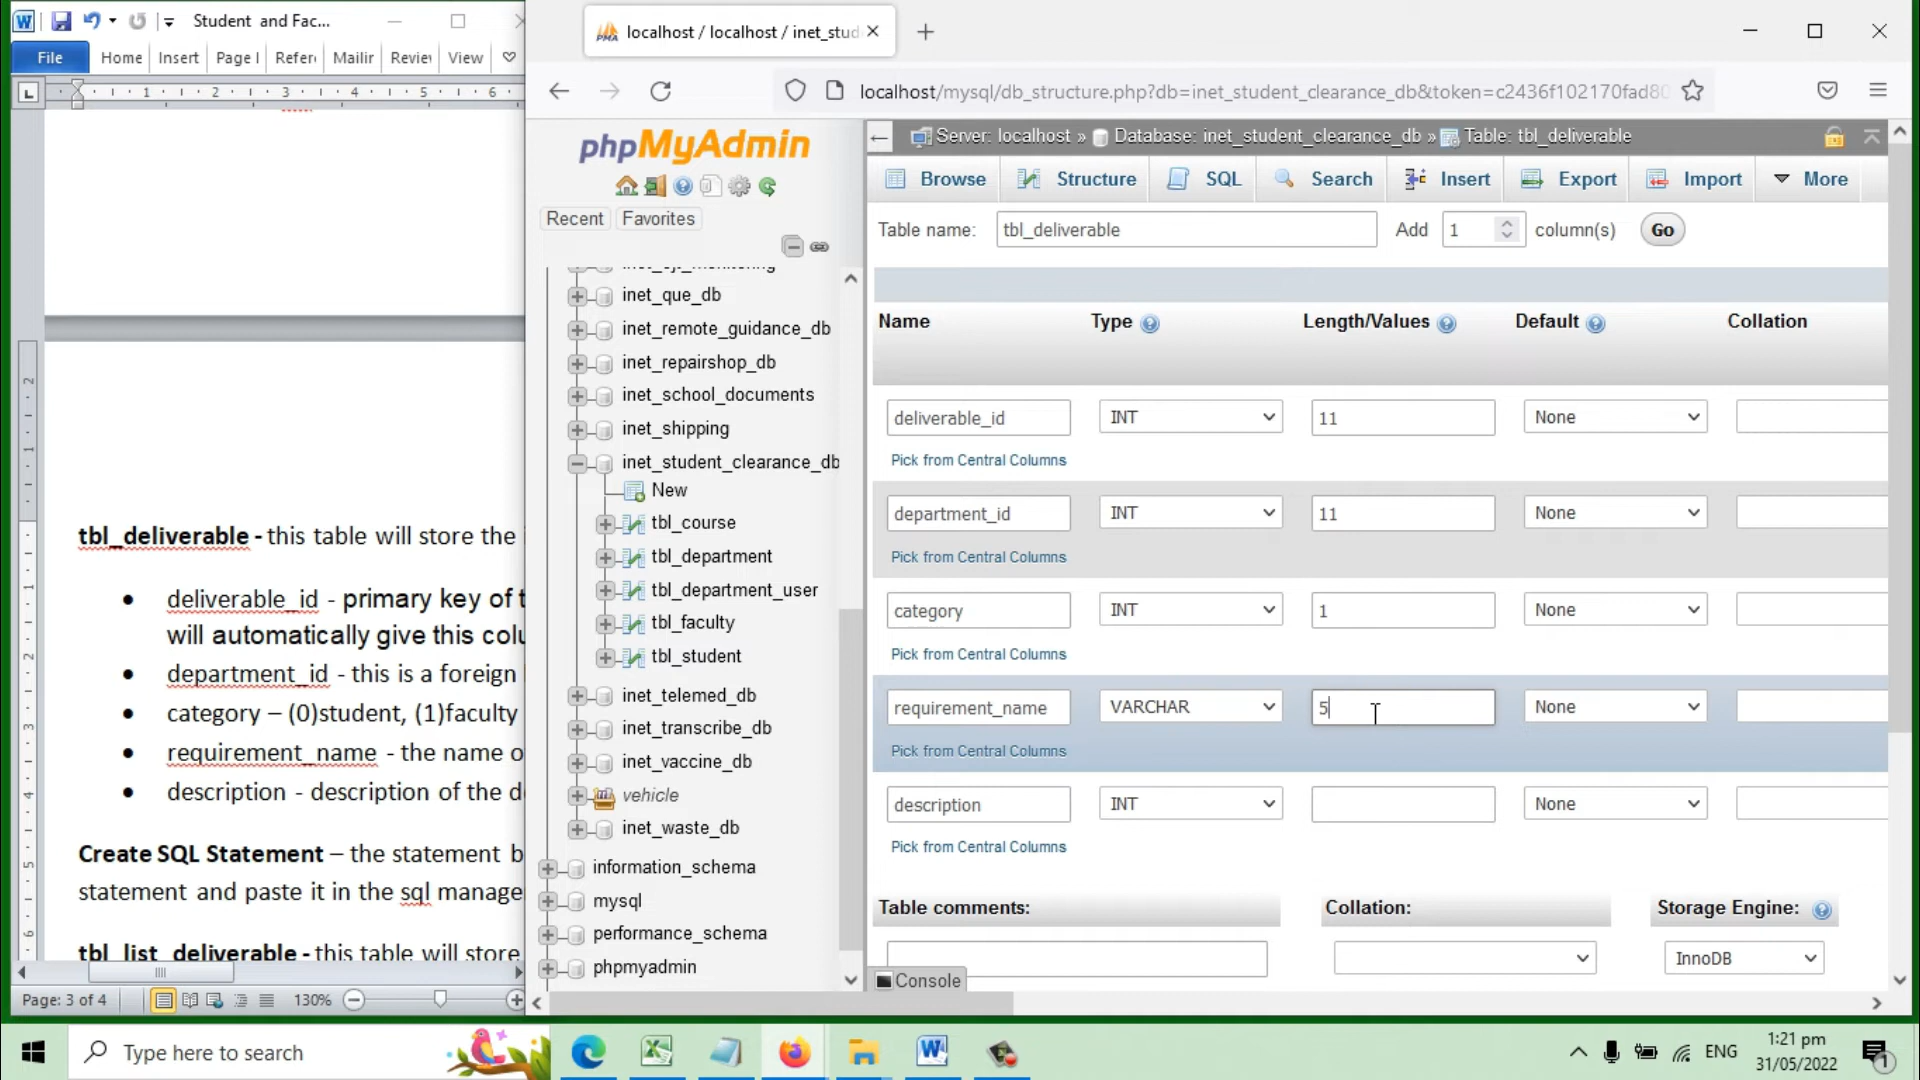 Student and Fac...
File Home Insert Page l Refer Mailir Revie View
1 2 3 4 5 6
tbl_deliverable - this table will store the
deliverable_id - primary key of t
will automatically give this colu
department_id - this is a foreign
category – (0)student, (1)faculty
requirement_name - the name o
description - description of the d
Create SQL Statement – the statement b
statement and paste it in the sql manage
tbl_list_deliverable - this table will store
Page: 3 of 4 130%
localhost / localhost / inet_stud
localhost/mysql/db_structure.php?db=inet_student_clearance_db&token=c2436f102170fad80
phpMyAdmin
Recent Favorites
inet_que_db
inet_remote_guidance_db
inet_repairshop_db
inet_school_documents
inet_shipping
inet_student_clearance_db
New
tbl_course
tbl_department
tbl_department_user
tbl_faculty
tbl_student
inet_telemed_db
inet_transcribe_db
inet_vaccine_db
vehicle
inet_waste_db
information_schema
mysql
performance_schema
phpmyadmin
Server: localhost » Database: inet_student_clearance_db » Table: tbl_deliverable
Browse Structure SQL Search Insert Export Import More
Table name: tbl_deliverable Add 1 column(s) Go
Name Type Length/Values Default Collation
deliverable_id INT 11 None
Pick from Central Columns
department_id INT 11 None
Pick from Central Columns
category INT 1 None
Pick from Central Columns
requirement_name VARCHAR 5 None
Pick from Central Columns
description INT None
Pick from Central Columns
Table comments: Collation: Storage Engine:
InnoDB
Console
Type here to search
ENG 1:21 pm
31/05/2022
1